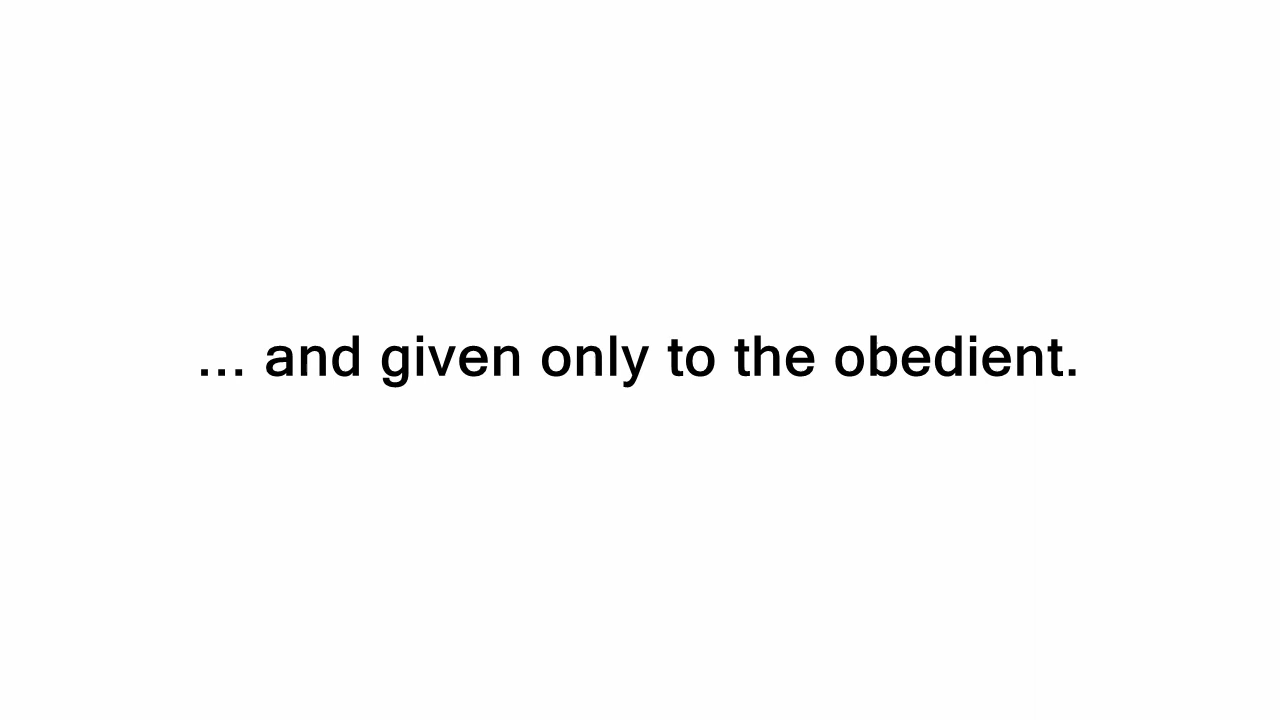 ... and given only to the obedient.